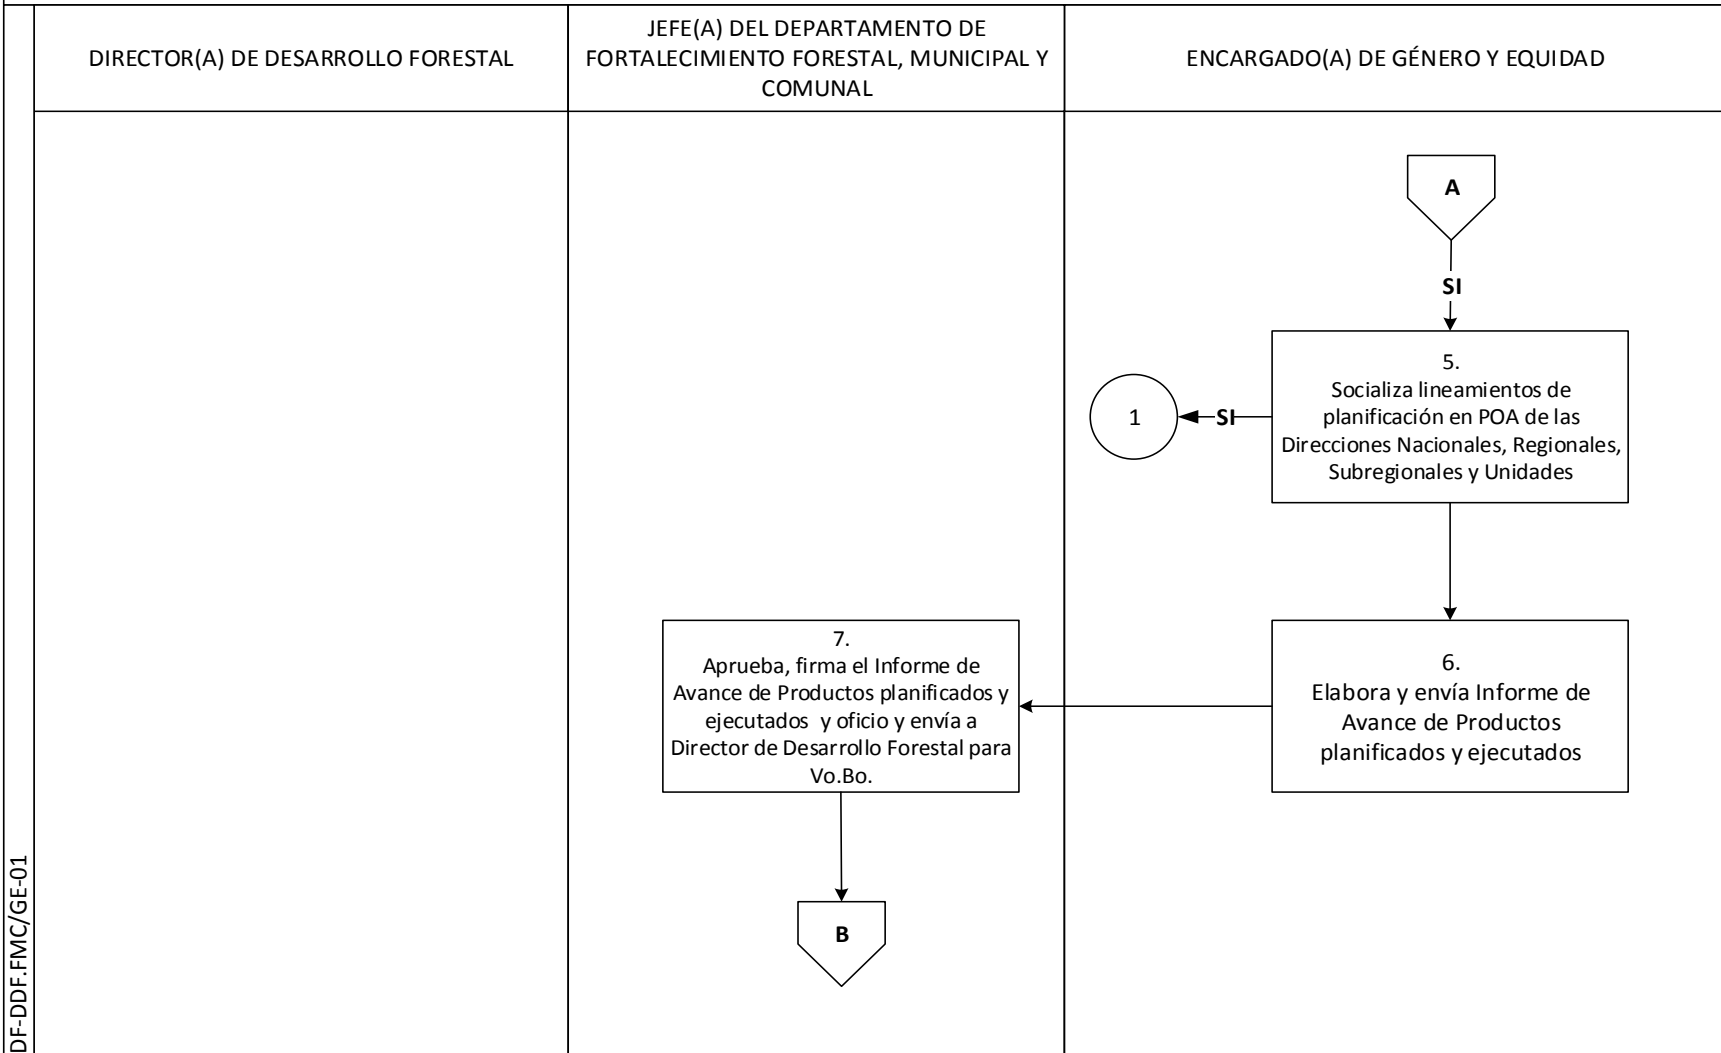 DIRECTOR(A) DE DESARROLLO FORESTAL
JEFE(A) DEL DEPARTAMENTO DE
FORTALECIMIENTO FORESTAL, MUNICIPAL Y
COMUNAL
ENCARGADO(A) DE GÉNERO Y EQUIDAD
A
SI
5.
Socializa lineamientos de
planificación en POA de las
Direcciones Nacionales, Regionales,
Subregionales y Unidades
SI
1
6.
Elabora y envía Informe de
Avance de Productos
planificados y ejecutados
7.
Aprueba, firma el Informe de
Avance de Productos planificados y
ejecutados y oficio y envía a
Director de Desarrollo Forestal para
Vo.Bo.
B
DF-DDF.FMC/GE-01